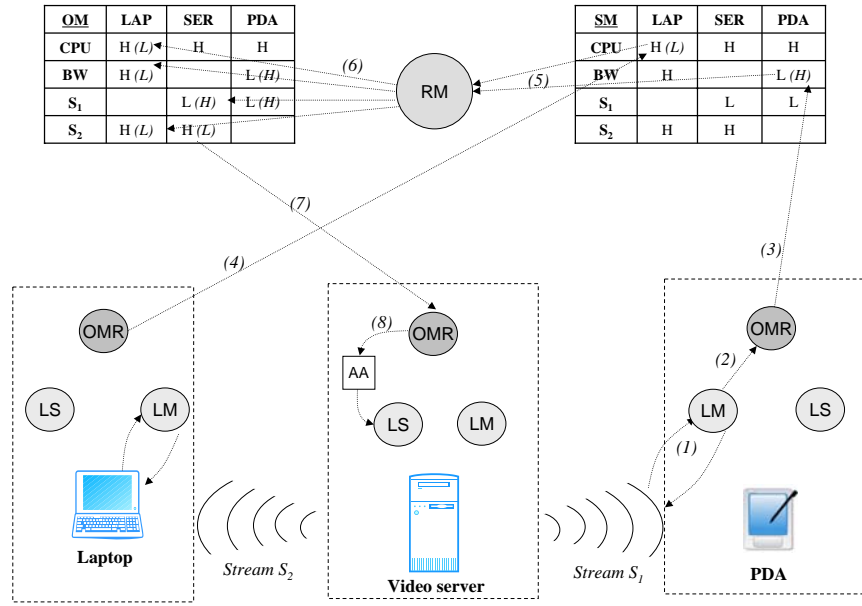 OM LAP SER PDA
CPU H (L) H H
BW H (L) L (H)
S1 L (H) L (H)
S2 H (L) H (L)
(6)
RM
(5)
SM LAP SER PDA
CPU H (L) H H
BW H L (H)
S1 L L
S2 H H
(7)
(4)
(3)
OMR
LS
LM
Laptop
Stream S2
OMR
(8)
AA
LS
LM
Video server
Stream S1
OMR
(2)
LM
LS
(1)
PDA